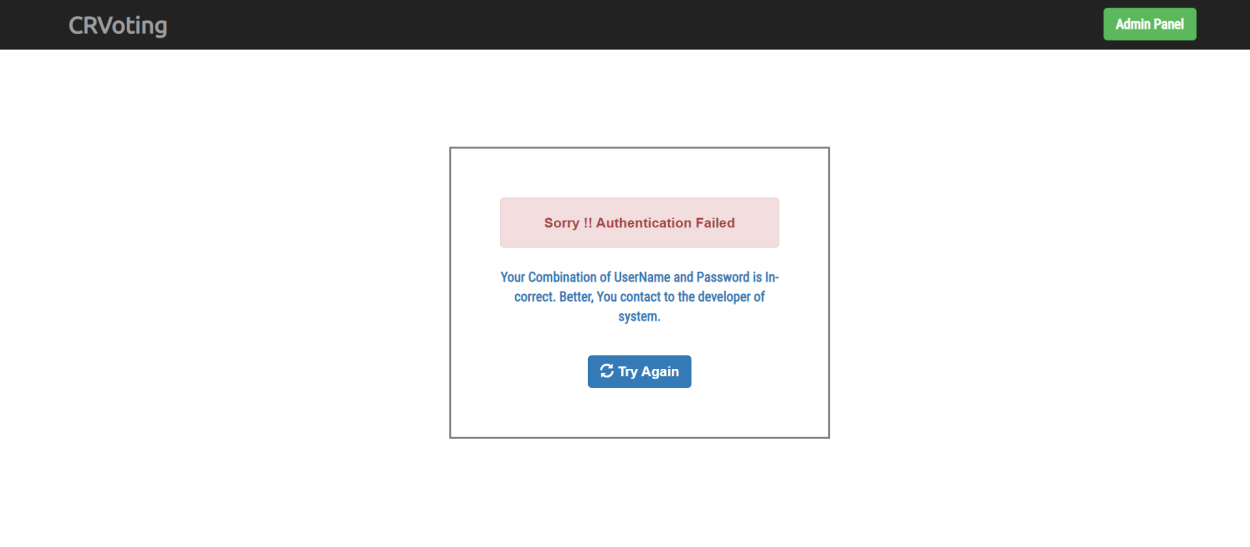 CRVoting
Admin Panel
Sorry !! Authentication Failed
Your Combination of UserName and Password is In-
correct. Better, You contact to the developer of
system.
Try Again